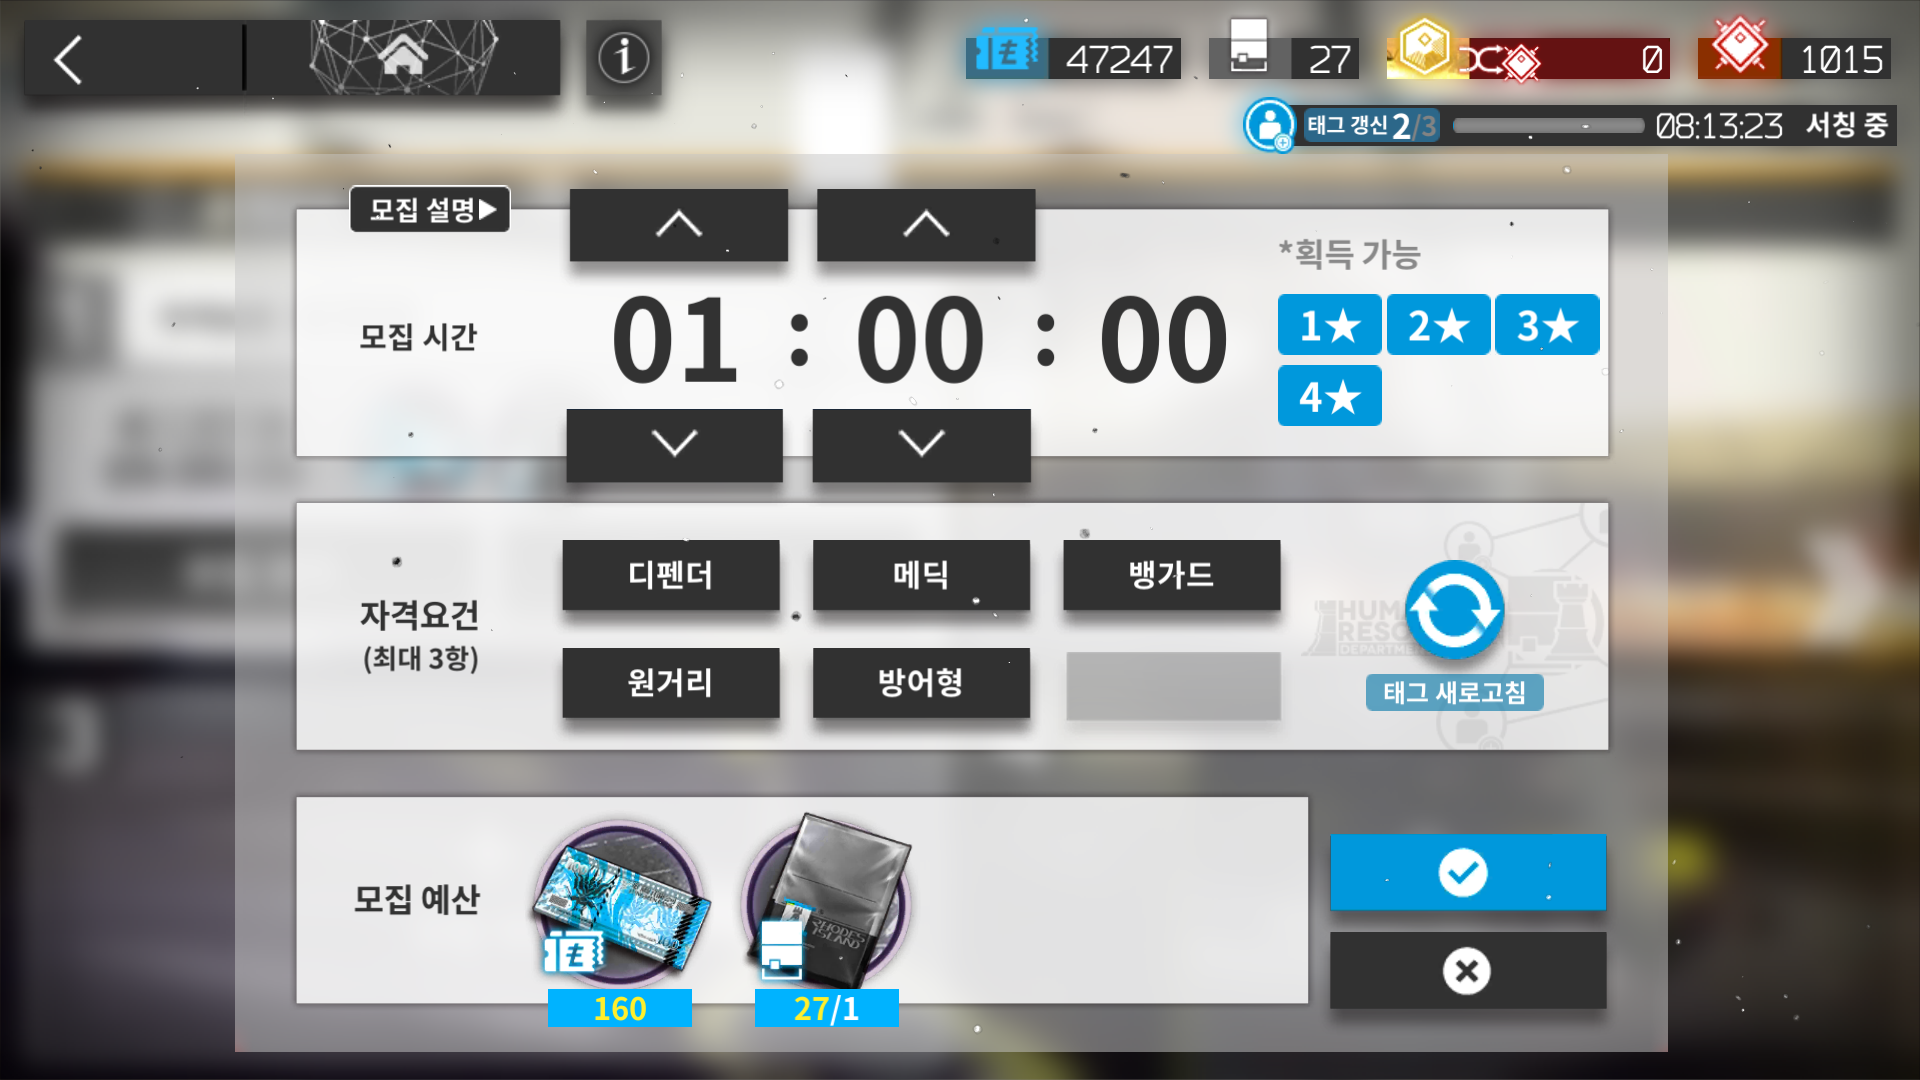 47247
27
0
1015
태그 갱신 2/3
08:13:23 서칭 중
모집 설명▶
*획득 가능
모집 시간
01 : 00 : 00
1★ 2★ 3★
4★
자격요건
(최대 3항)
디펜더 메딕 뱅가드
원거리 방어형
태그 새로고침
모집 예산
RHODES
ISLAND
160
27/1